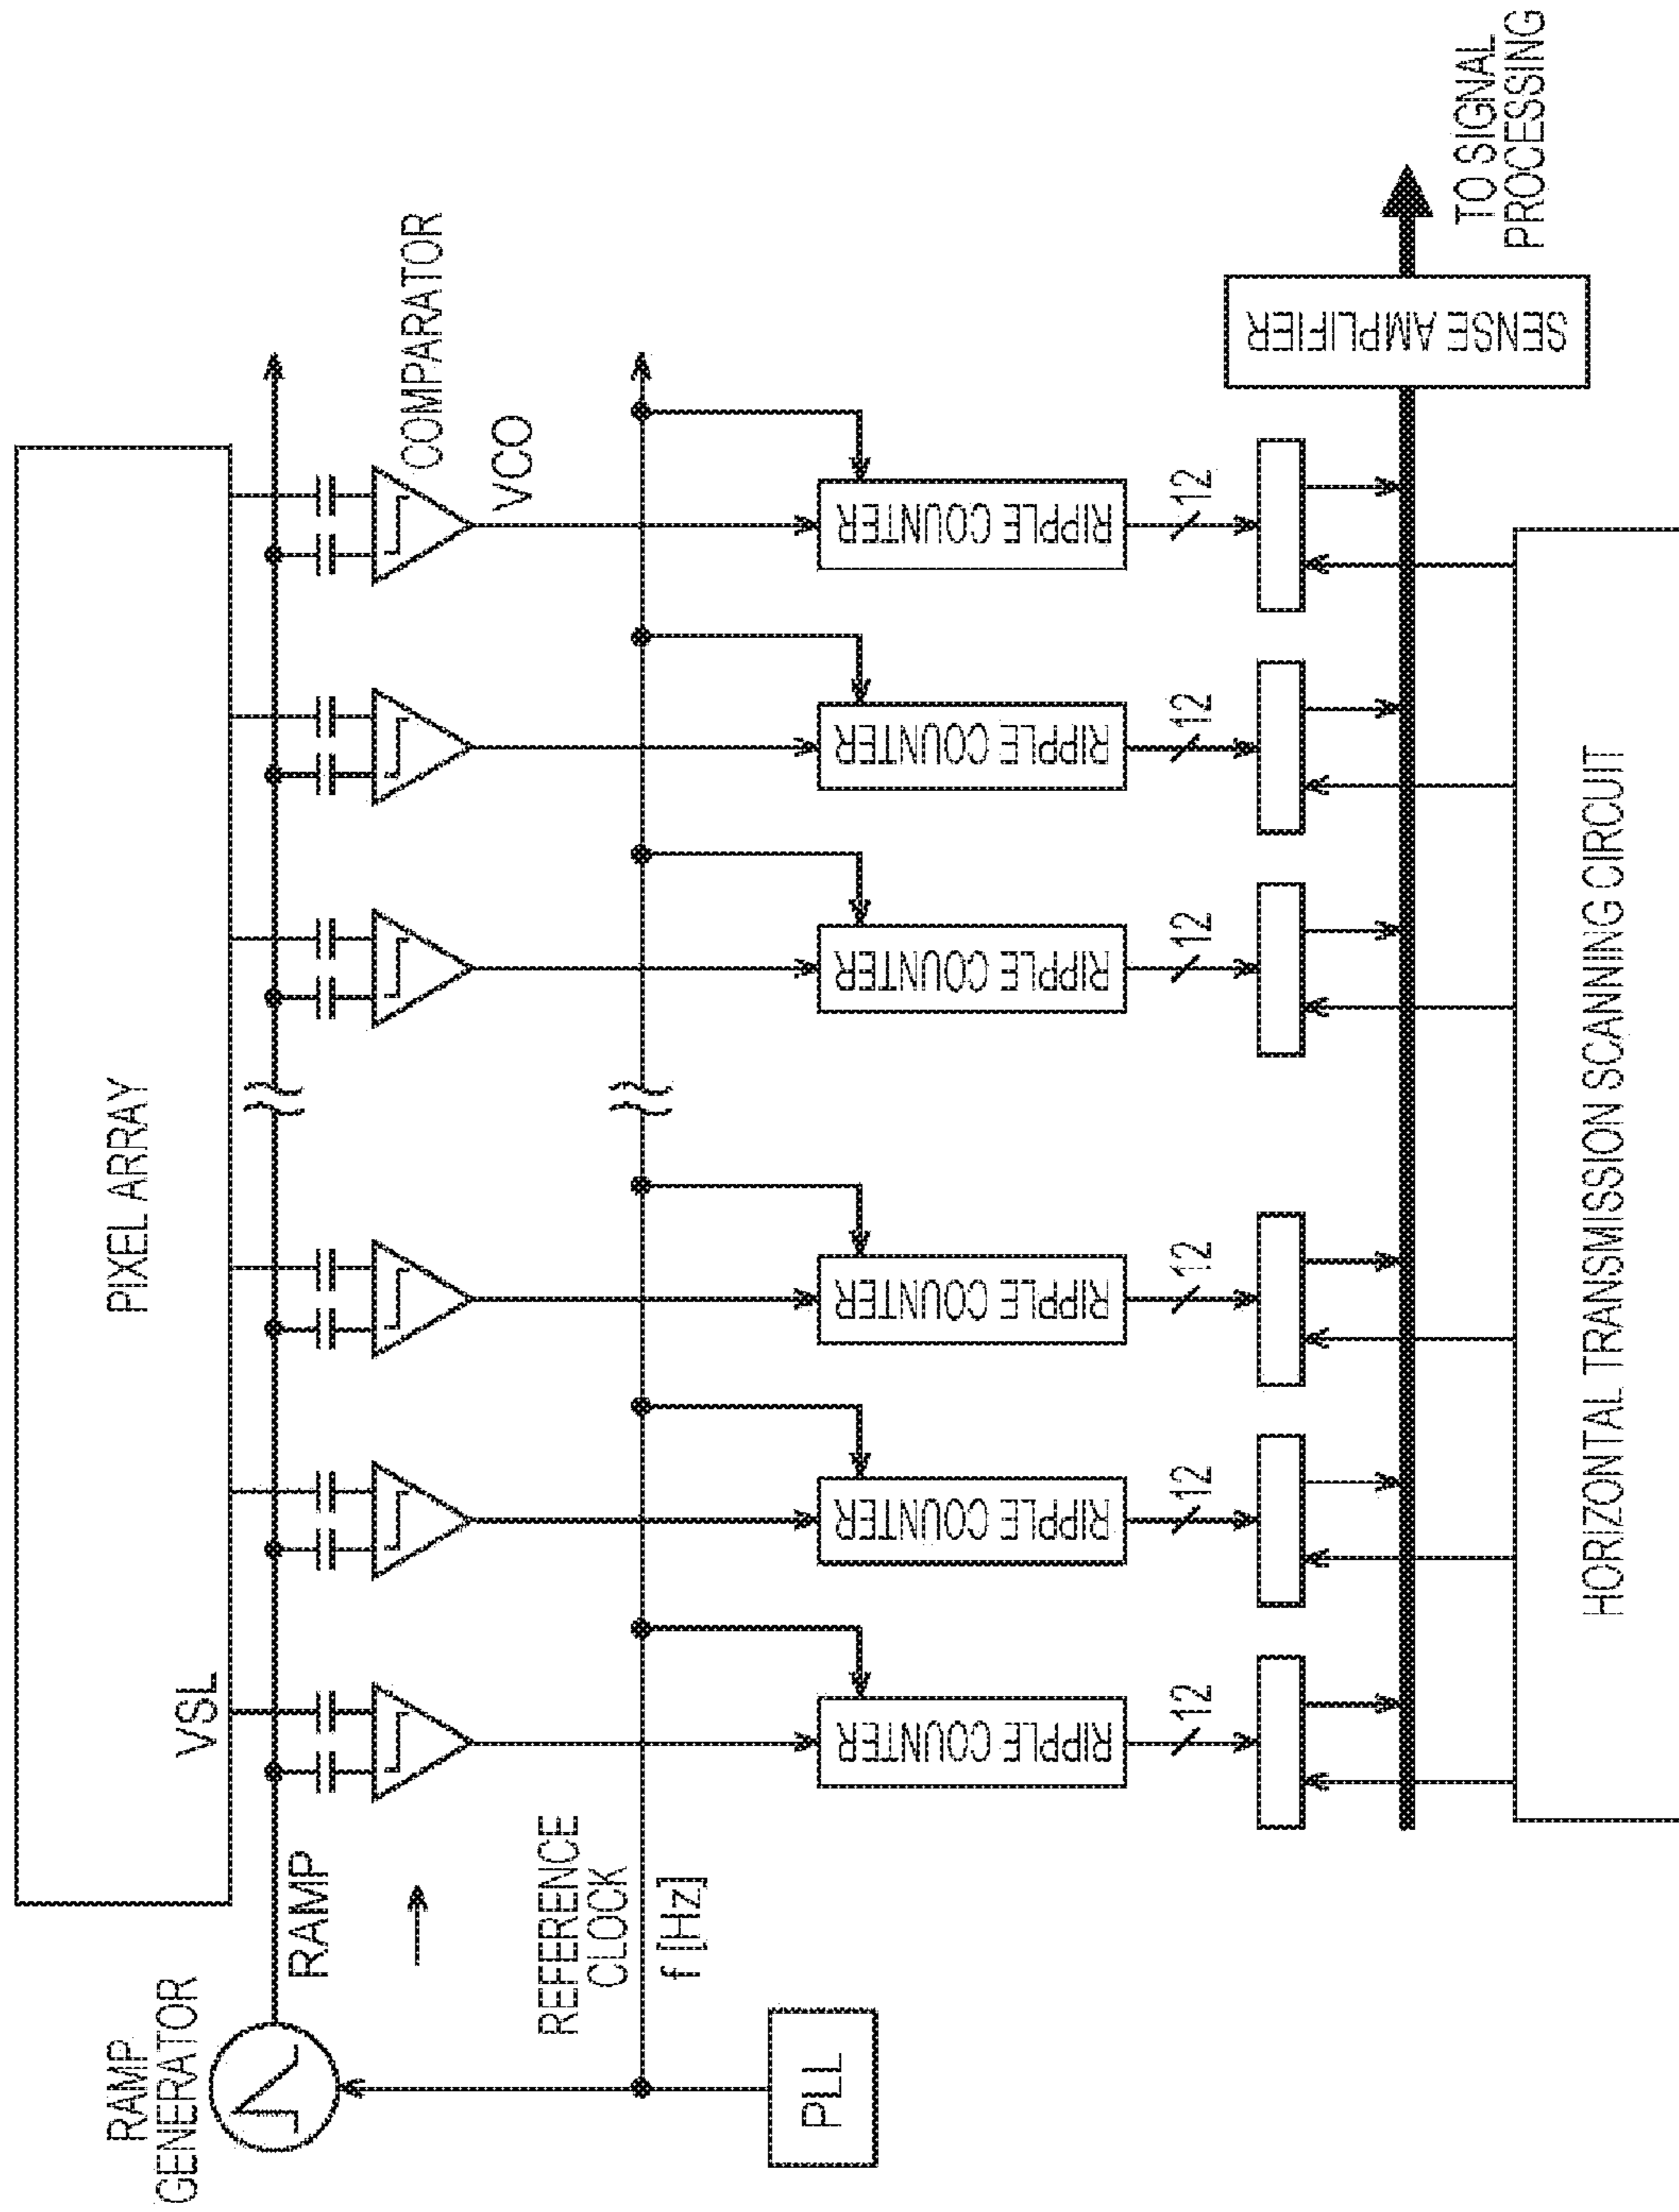 PIXEL ARRAY
RAMP
GENERATOR
VSL
RAMP
COMPARATOR
VCO
REFERENCE
CLOCK
f [Hz]
PLL
RIPPLE COUNTER
RIPPLE COUNTER
RIPPLE COUNTER
RIPPLE COUNTER
RIPPLE COUNTER
RIPPLE COUNTER
12
12
12
12
12
12
SENSE AMPLIFIER
TO SIGNAL
PROCESSING
HORIZONTAL TRANSMISSION SCANNING CIRCUIT